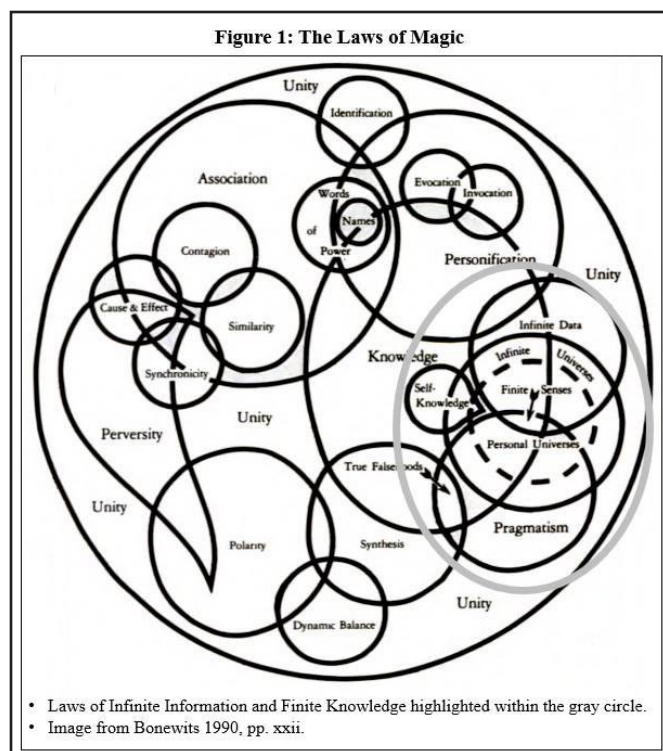 Figure 1: The Laws of Magic
Unity
Identification
Association
Words
of
Power
Names
Evocation
Invocation
Personification
Contagion
Unity
Cause & Effect
Similarity
Infinite Data
Knowledge
Infinite Universes
Synchronicity
Self-
Knowledge
Finite Senses
Unity
Perversity
Personal Universes
True Falsehoods
Unity
Pragmatism
Polarity
Synthesis
Unity
Dynamic Balance
• Laws of Infinite Information and Finite Knowledge highlighted within the gray circle.
• Image from Bonewits 1990, pp. xxii.